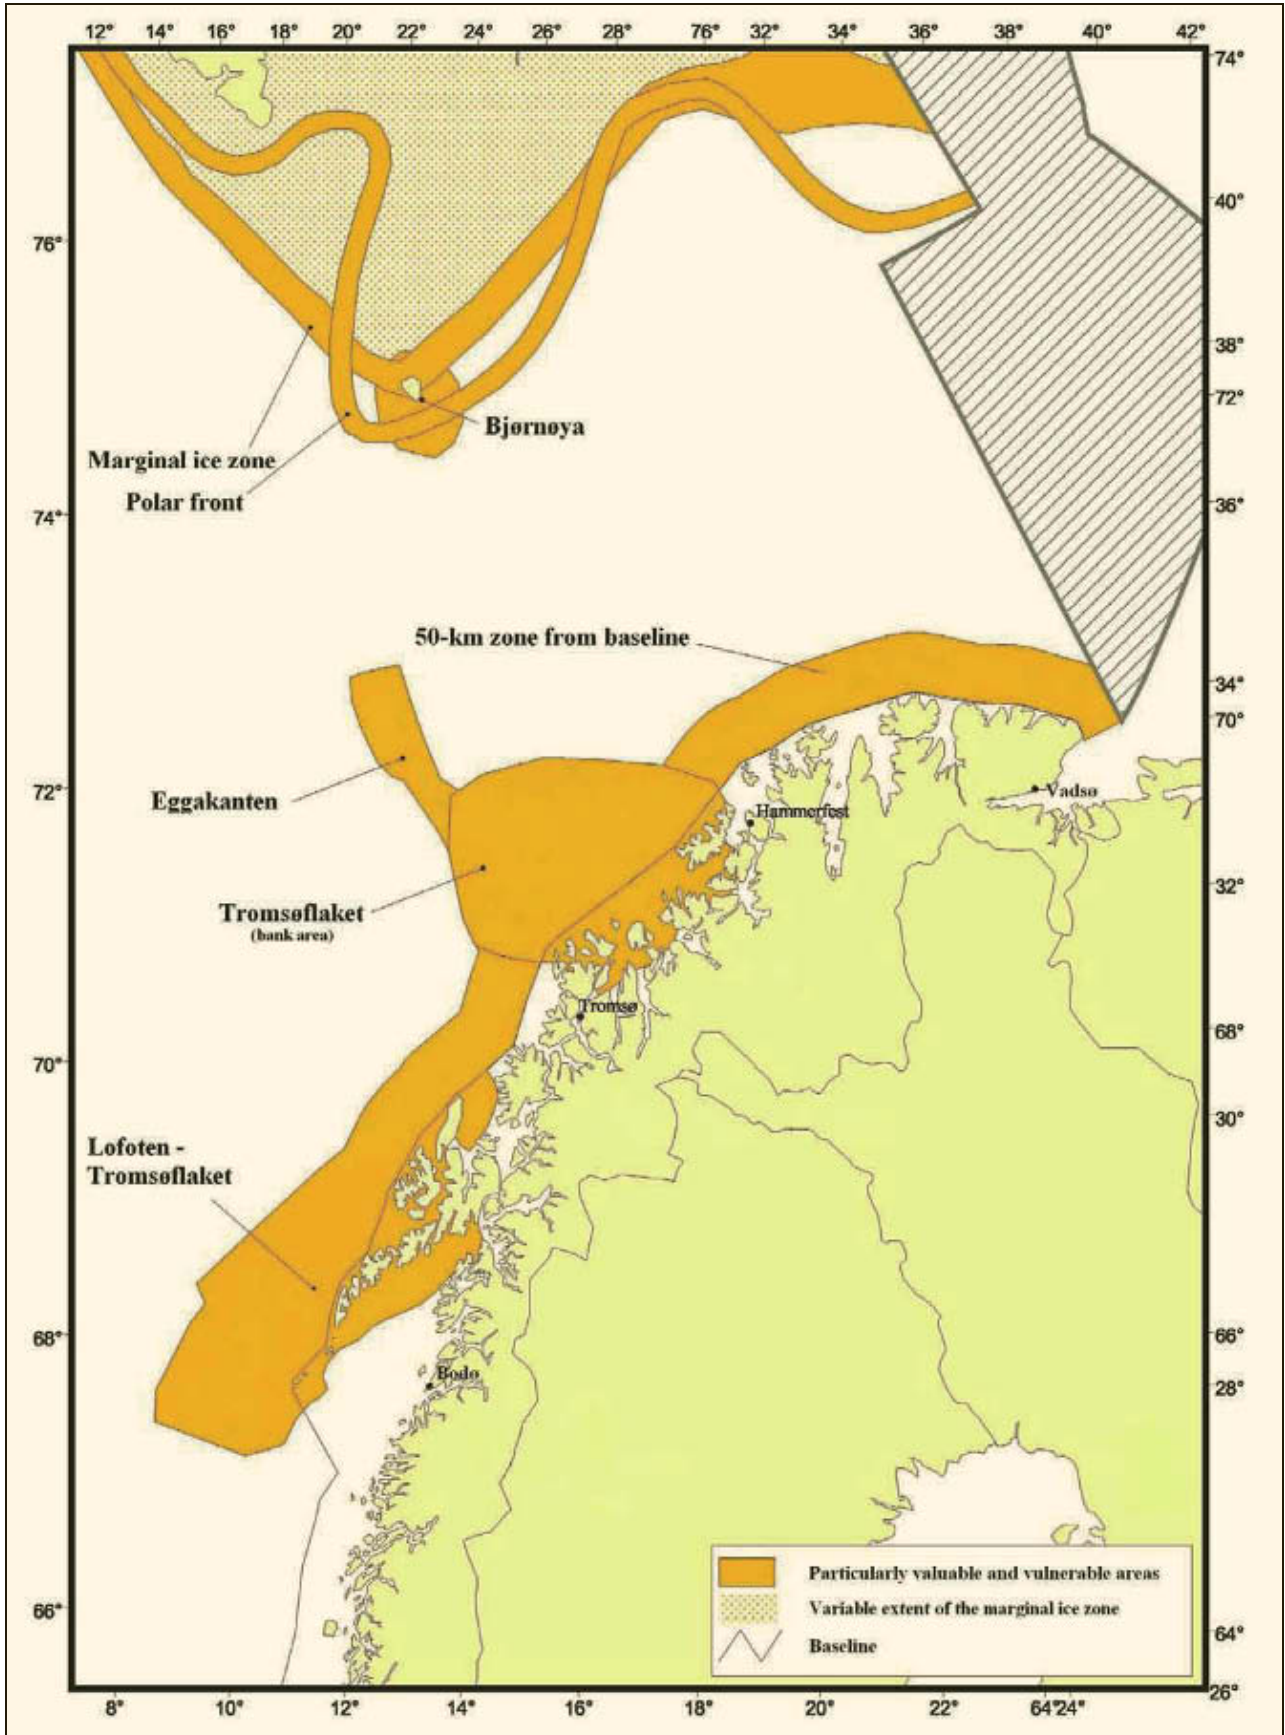 12° 14° 16° 18° 20° 22° 24° 26° 28° 76° 32° 34° 36° 38° 40° 42°
74°
40°
76°
38°
72°
Bjørnøya
Marginal ice zone
Polar front
36°
74°
50-km zone from baseline
34°
70°
72°
Eggakanten
Vadsø
Hammerfest
32°
Tromsøflaket
(bank area)
Tromsø
68°
70°
30°
Lofoten -
Tromsøflaket
68°
66°
Bodø
28°
Particularly valuable and vulnerable areas
Variable extent of the marginal ice zone
Baseline
66°
64°
26°
8° 10° 12° 14° 16° 18° 20° 22° 64°24°